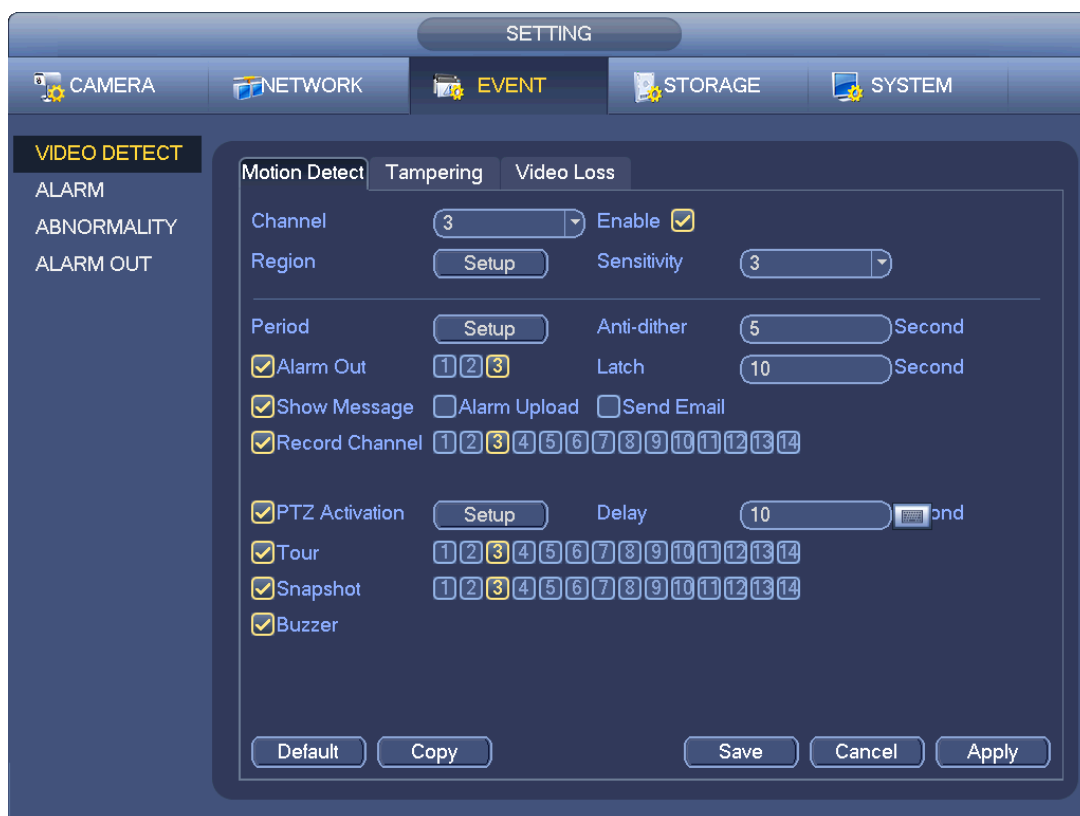 SETTING
CAMERA NETWORK EVENT STORAGE SYSTEM
VIDEO DETECT
ALARM
ABNORMALITY
ALARM OUT
Motion Detect Tampering Video Loss
Channel 3 Enable
Region Setup Sensitivity 3
Period Setup Anti-dither 5 Second
Alarm Out 1 2 3 Latch 10 Second
Show Message Alarm Upload Send Email
Record Channel 1 2 3 4 5 6 7 8 9 10 11 12 13 14
PTZ Activation Setup Delay 10 ond
Tour 1 2 3 4 5 6 7 8 9 10 11 12 13 14
Snapshot 1 2 3 4 5 6 7 8 9 10 11 12 13 14
Buzzer
Default Copy Save Cancel Apply